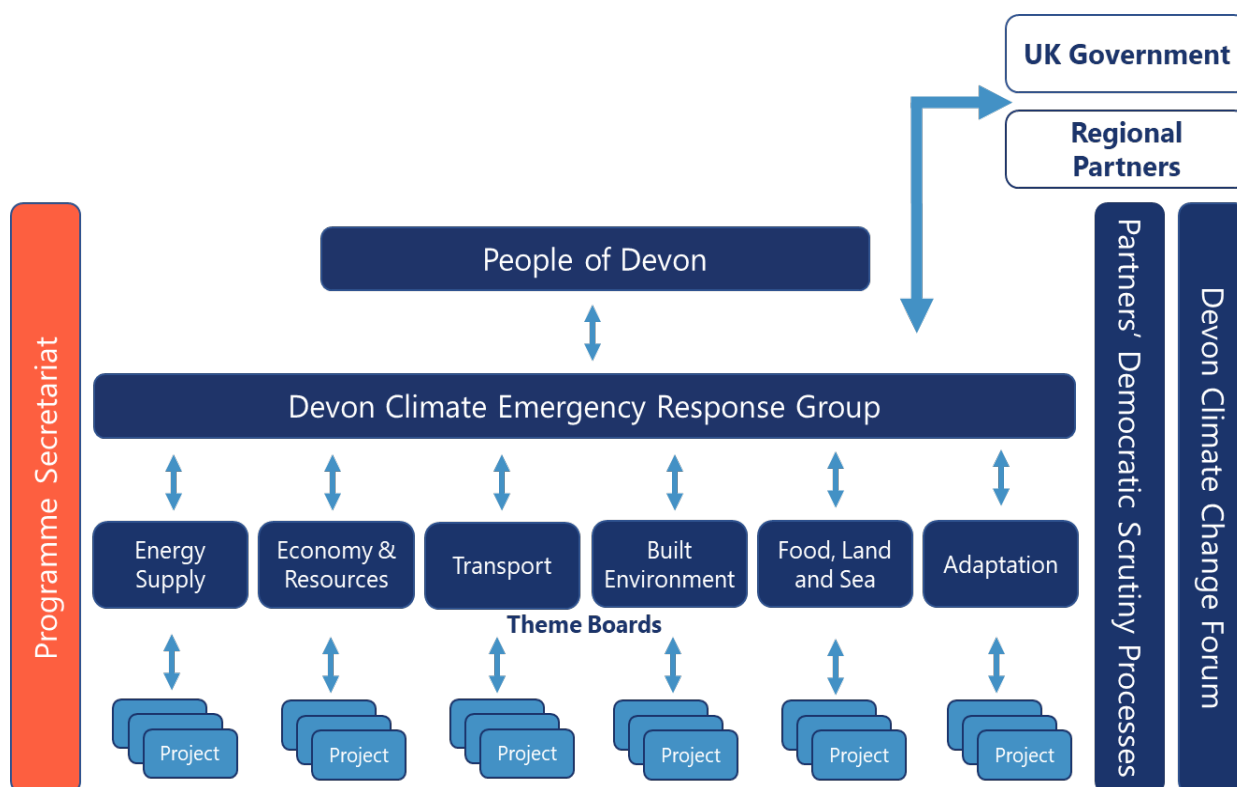 UK Government
Regional
Partners
People of Devon
Devon Climate Emergency Response Group
Programme Secretariat
Energy
Supply
Economy &
Resources
Transport
Built
Environment
Food, Land
and Sea
Adaptation
Theme Boards
Project
Project
Project
Project
Project
Project
Partners’ Democratic Scrutiny Processes
Devon Climate Change Forum